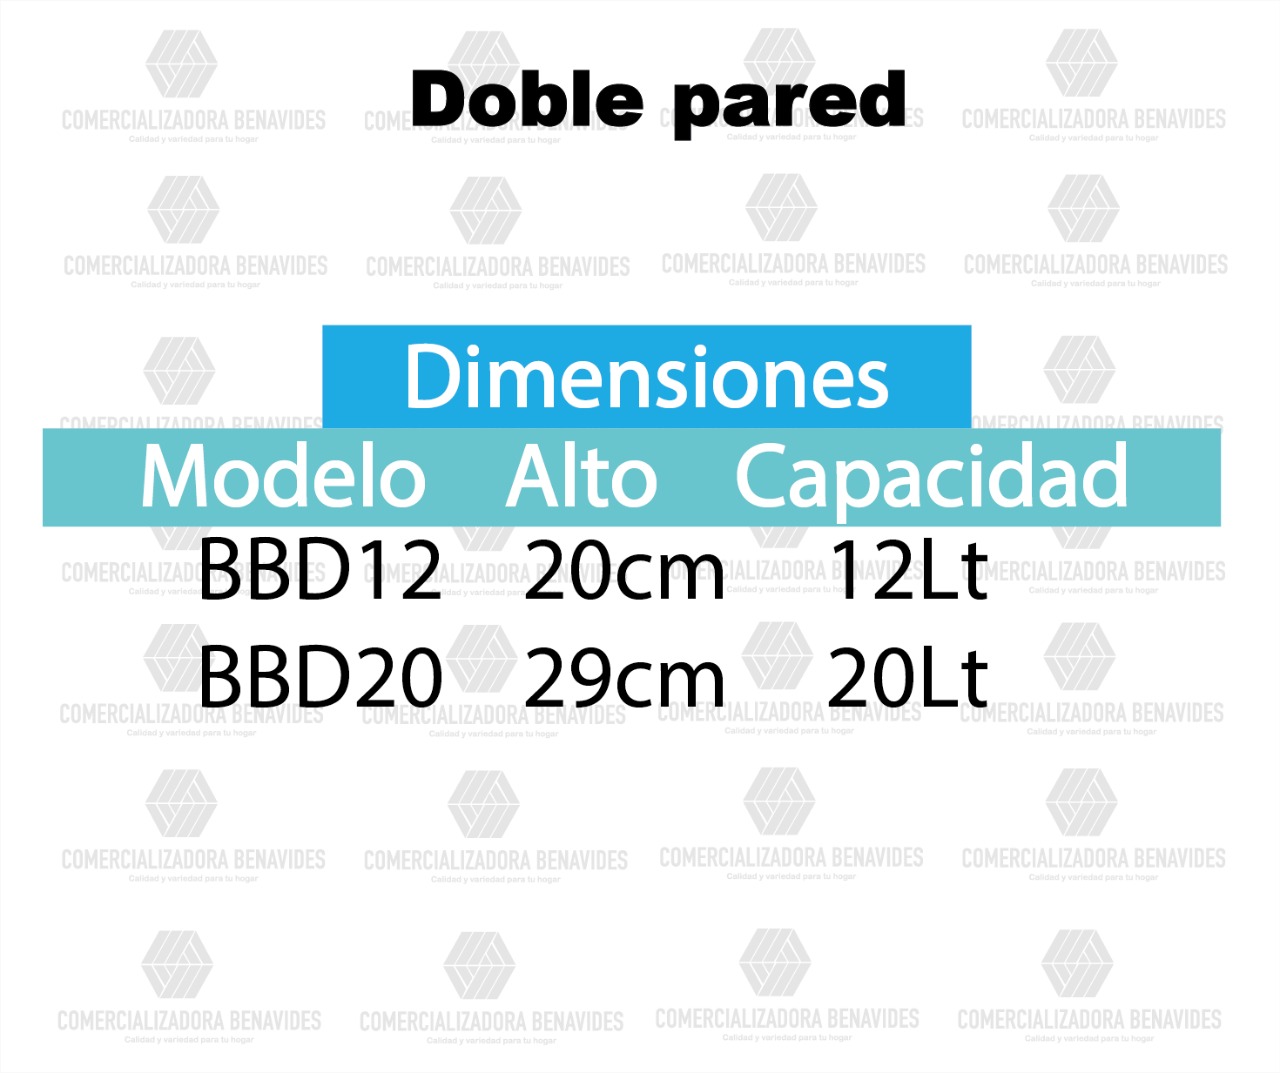 Doble pared
COMERCIALIZADORA BENAVIDES
Calidad y variedad para tu hogar
Dimensiones
Modelo Alto Capacidad
BBD12 20cm 12Lt
BBD20 29cm 20Lt